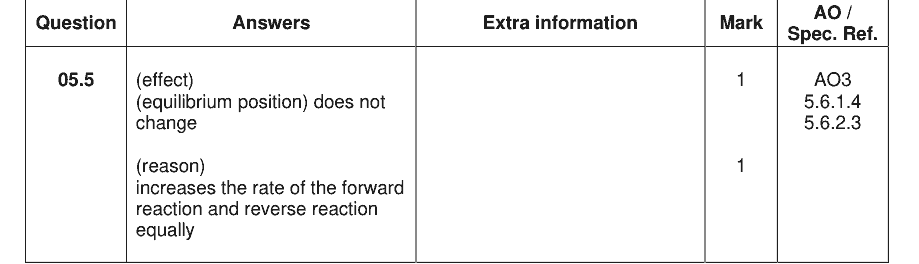 Question Answers Extra information Mark AO /
Spec. Ref.
05.5 (effect) 1 AO3
(equilibrium position) does not 5.6.1.4
change 5.6.2.3
(reason) 1
increases the rate of the forward
reaction and reverse reaction
equally